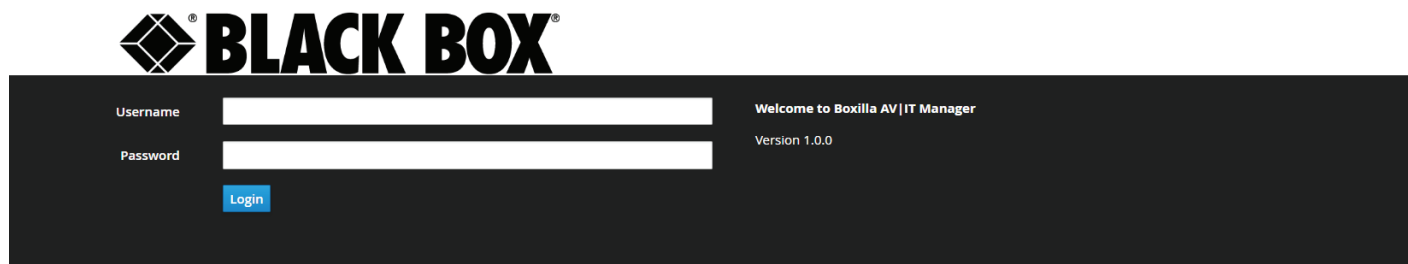 ® BLACK BOX®
Username
Password
Login
Welcome to Boxilla AV|IT Manager
Version 1.0.0